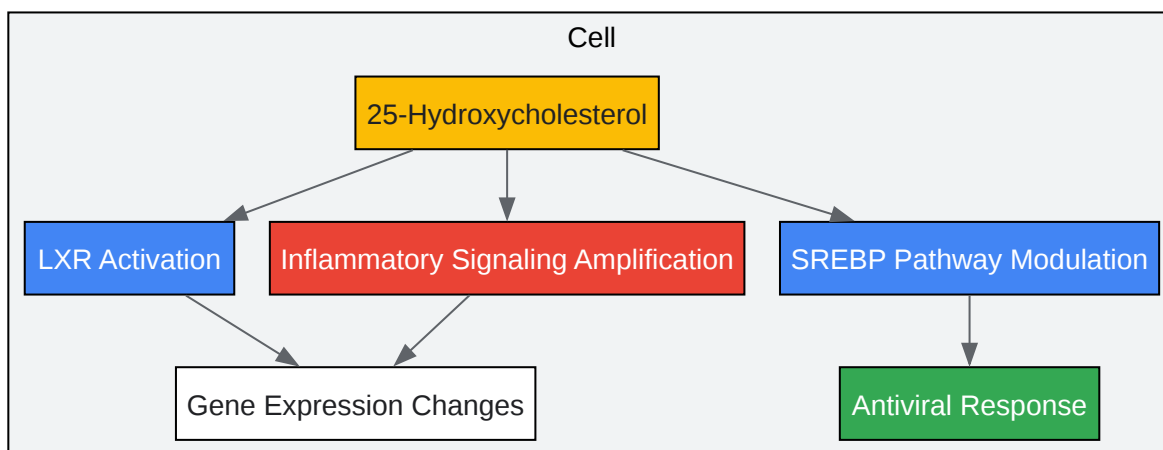 Cell
25-Hydroxycholesterol
LXR Activation
Inflammatory Signaling Amplification
SREBP Pathway Modulation
Gene Expression Changes
Antiviral Response